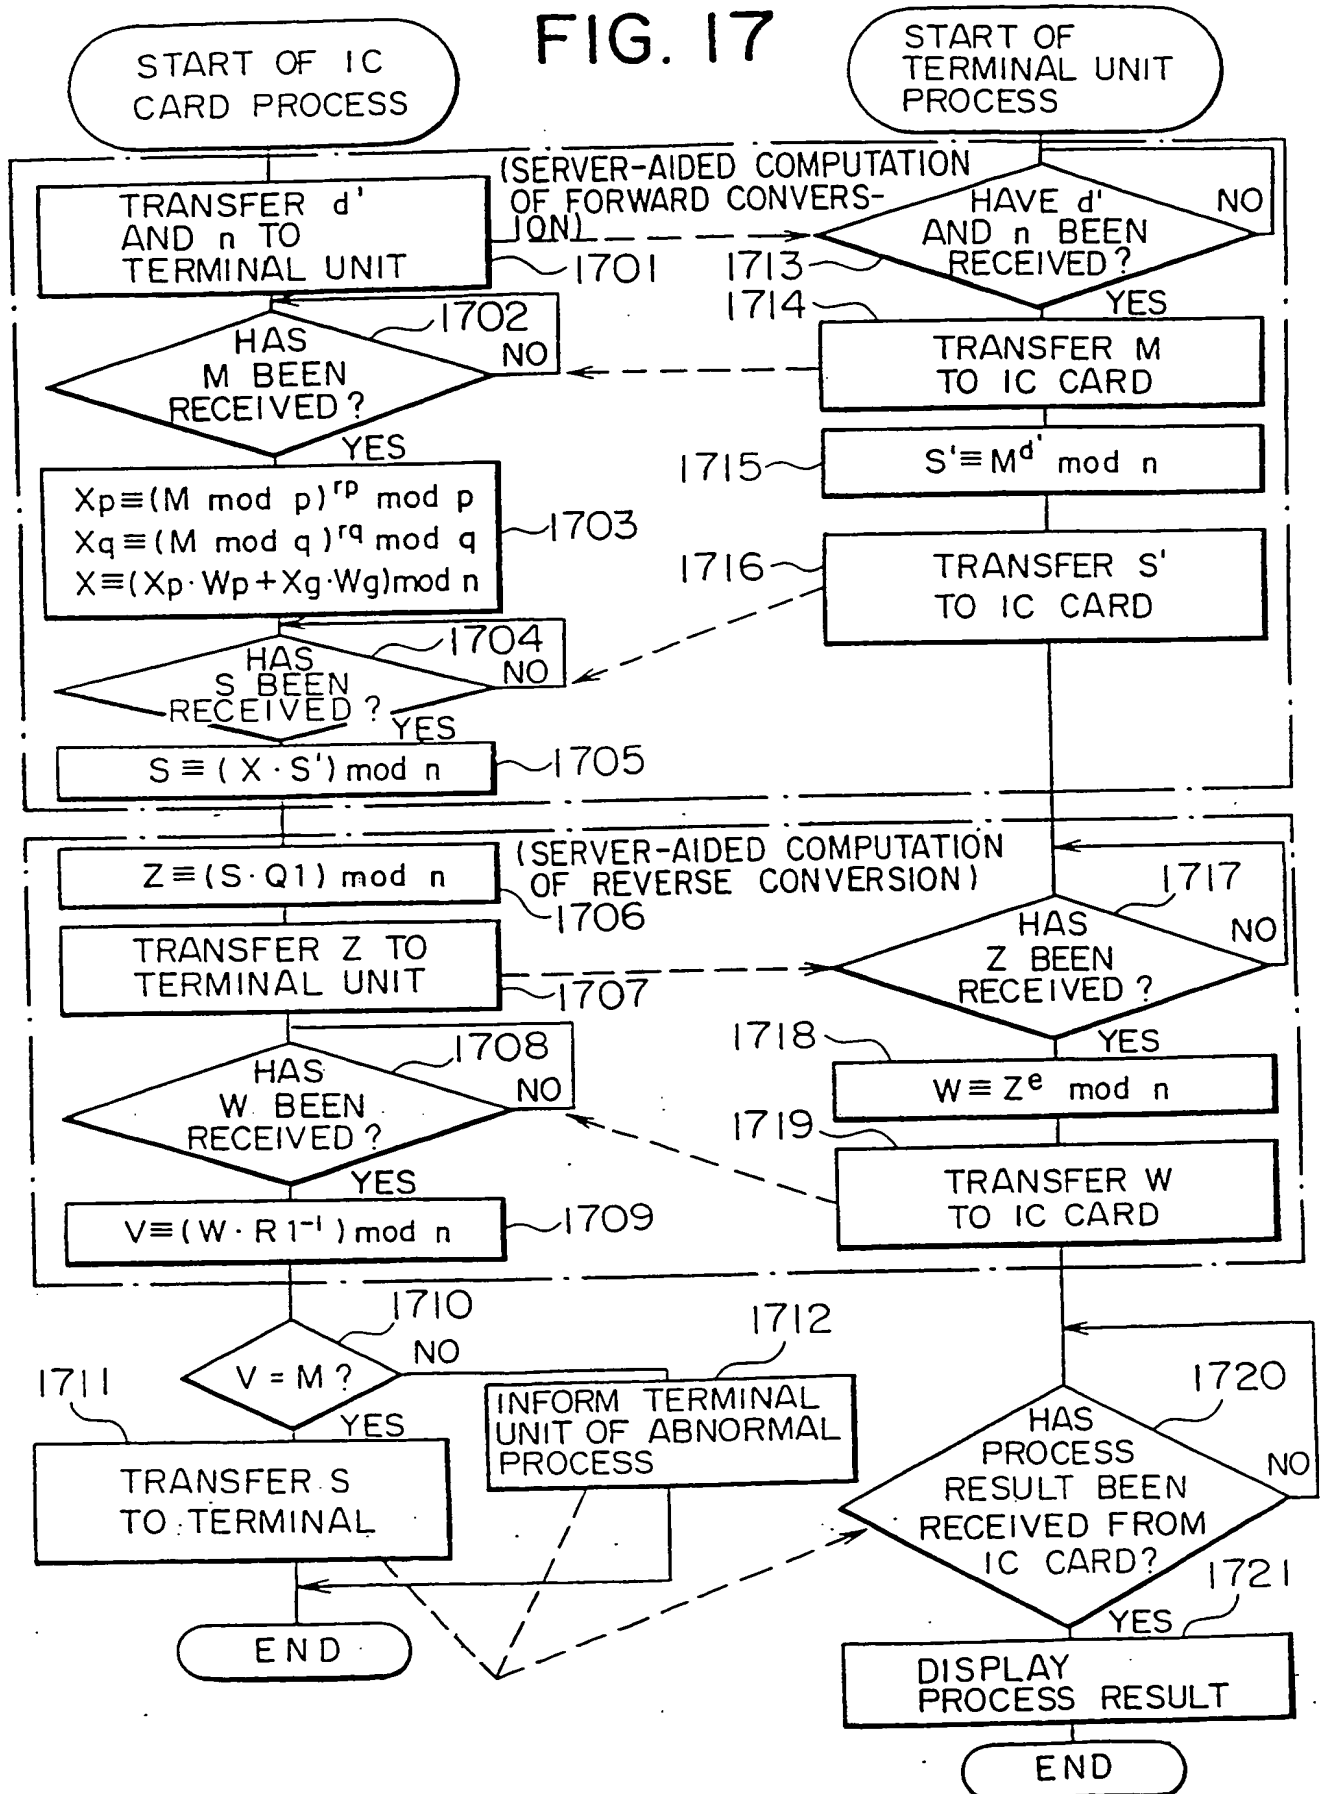 FIG. 17
START OF IC
CARD PROCESS
START OF
TERMINAL UNIT
PROCESS
(SERVER-AIDED COMPUTATION
OF FORWARD CONVERS-
ION)
TRANSFER d'
AND n TO
TERMINAL UNIT
1701
HAVE d'
AND n BEEN
RECEIVED?
NO
1713
YES
1702
HAS
M BEEN
RECEIVED?
NO
YES
1714
TRANSFER M
TO IC CARD
1715
S'≡M^d' mod n
Xp≡(M mod p)^rp mod p
Xq≡(M mod q)^rq mod q
X≡(Xp·Wp+Xg·Wg)mod n
1703
1716
TRANSFER S'
TO IC CARD
1704
HAS
S BEEN
RECEIVED?
NO
YES
S≡(X·S')mod n
1705
(SERVER-AIDED COMPUTATION
OF REVERSE CONVERSION)
Z≡(S·Q1) mod n
1706
TRANSFER Z TO
TERMINAL UNIT
1707
1717
HAS
Z BEEN
RECEIVED?
NO
YES
1708
HAS
W BEEN
RECEIVED?
NO
YES
1718
W≡Z^e mod n
1719
TRANSFER W
TO IC CARD
V≡(W·R1^-1)mod n
1709
1710
V=M?
NO
YES
1712
INFORM TERMINAL
UNIT OF ABNORMAL
PROCESS
1711
TRANSFER S
TO TERMINAL
END
1720
HAS
PROCESS
RESULT BEEN
RECEIVED FROM
IC CARD?
NO
YES
1721
DISPLAY
PROCESS RESULT
END